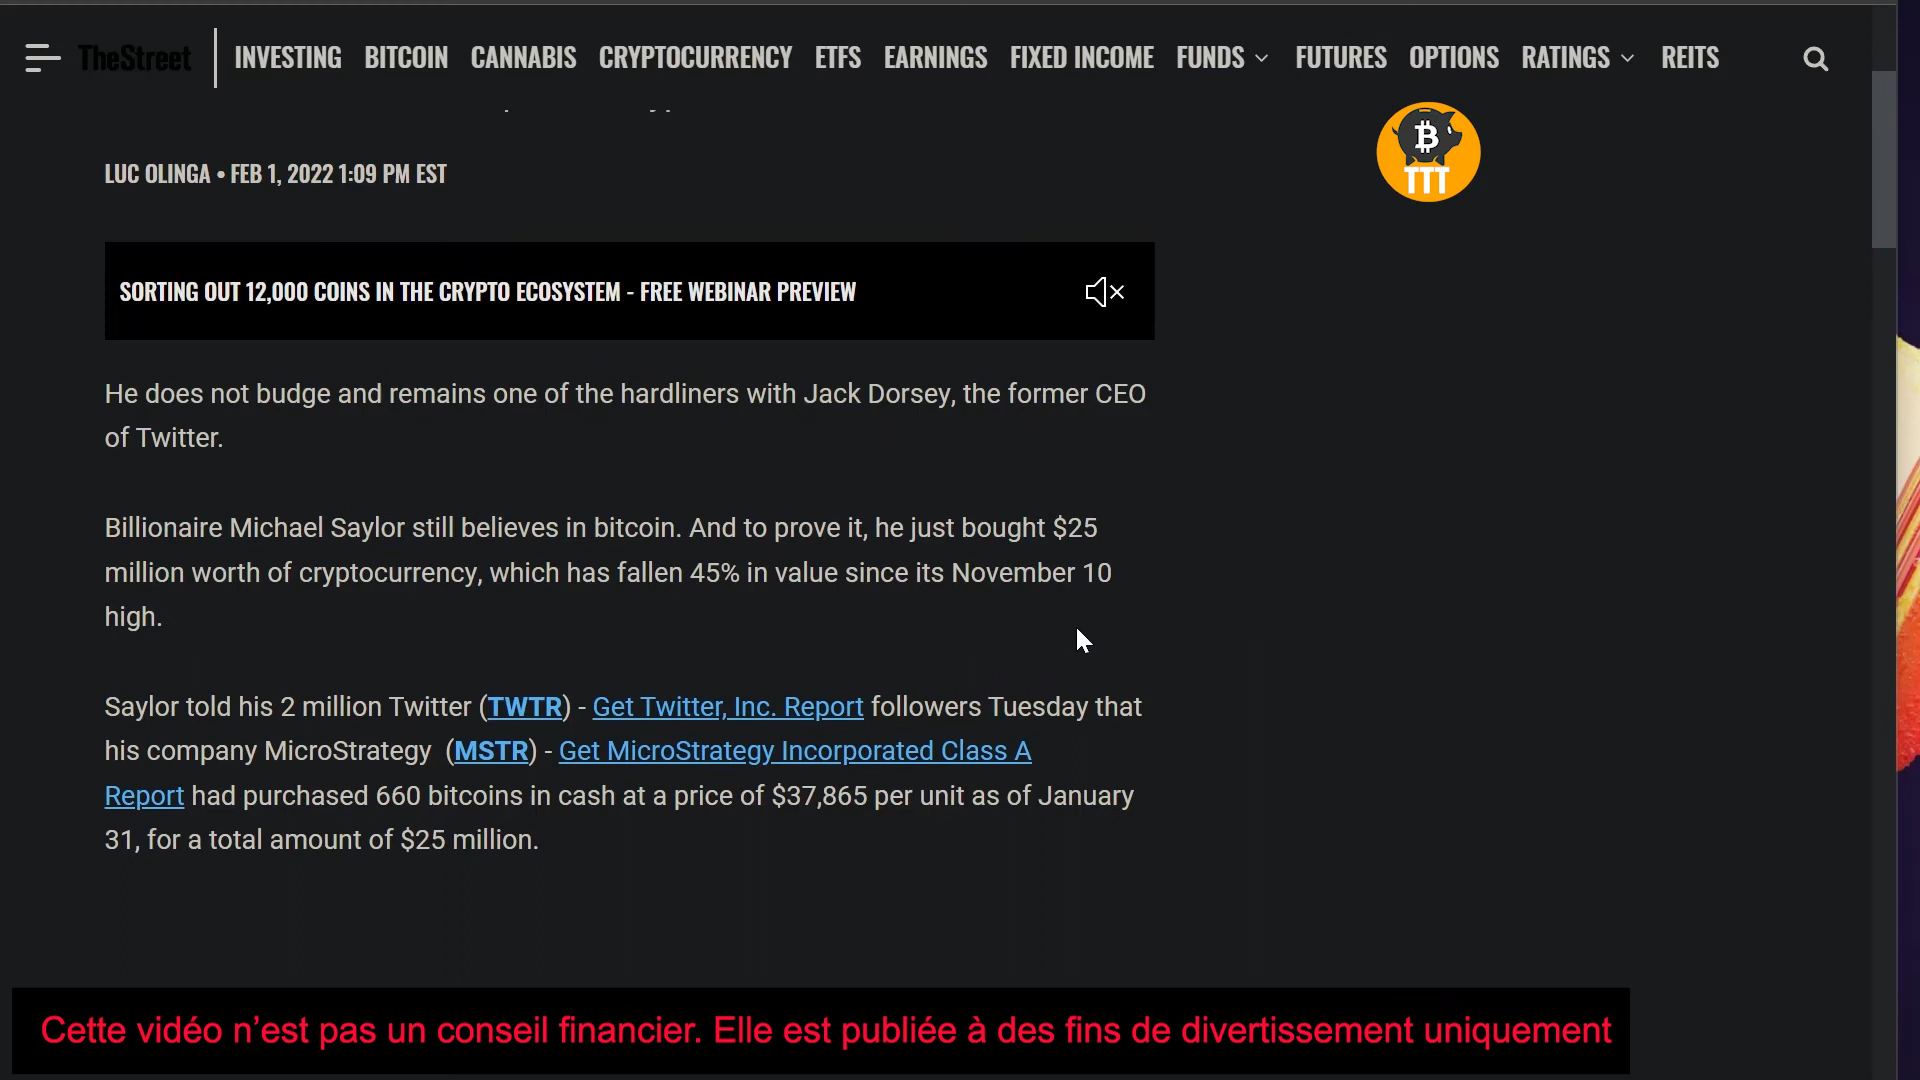 TheStreet INVESTING BITCOIN CANNABIS CRYPTOCURRENCY ETFS EARNINGS FIXED INCOME FUNDS FUTURES OPTIONS RATINGS REITS
TTT
LUC OLINGA • FEB 1, 2022 1:09 PM EST
SORTING OUT 12,000 COINS IN THE CRYPTO ECOSYSTEM - FREE WEBINAR PREVIEW
He does not budge and remains one of the hardliners with Jack Dorsey, the former CEO
of Twitter.
Billionaire Michael Saylor still believes in bitcoin. And to prove it, he just bought $25
million worth of cryptocurrency, which has fallen 45% in value since its November 10
high.
Saylor told his 2 million Twitter (TWTR) - Get Twitter, Inc. Report followers Tuesday that
his company MicroStrategy (MSTR) - Get MicroStrategy Incorporated Class A
Report had purchased 660 bitcoins in cash at a price of $37,865 per unit as of January
31, for a total amount of $25 million.
Cette vidéo n’est pas un conseil financier. Elle est publiée à des fins de divertissement uniquement